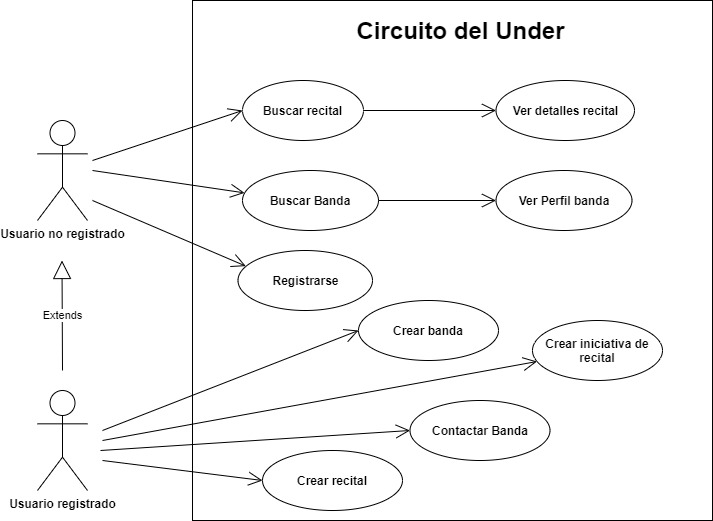 Circuito del Under
Buscar recital
Ver detalles recital
Buscar Banda
Ver Perfil banda
Usuario no registrado
Registrarse
Extends
Crear banda
Crear iniciativa de
recital
Contactar Banda
Crear recital
Usuario registrado